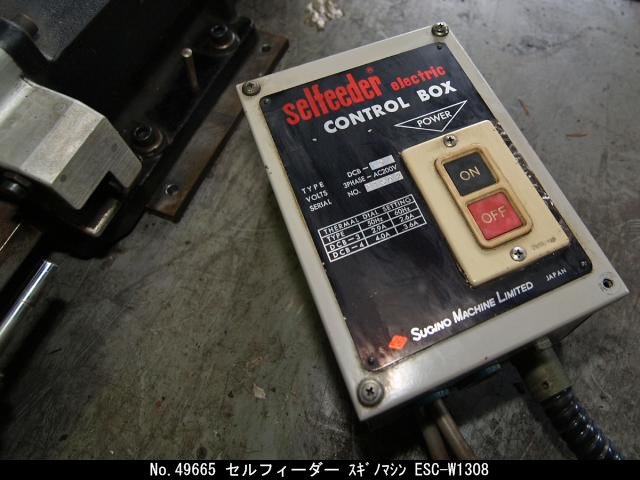 selfeeder® electric
CONTROL BOX
POWER
TYPE DCB-
VOLTS 3PHASE-AC200V
SERIAL NO.
ON
OFF
THERMAL DIAL SETTING
TYPE 50Hz 60Hz
DCB-3 2.9A 2.6A
DCB-4 4.0A 3.6A
SUGINO MACHINE LIMITED
JAPAN
No.49665 セルフィーダー ｽｷﾞﾉﾏｼﾝ ESC-W1308